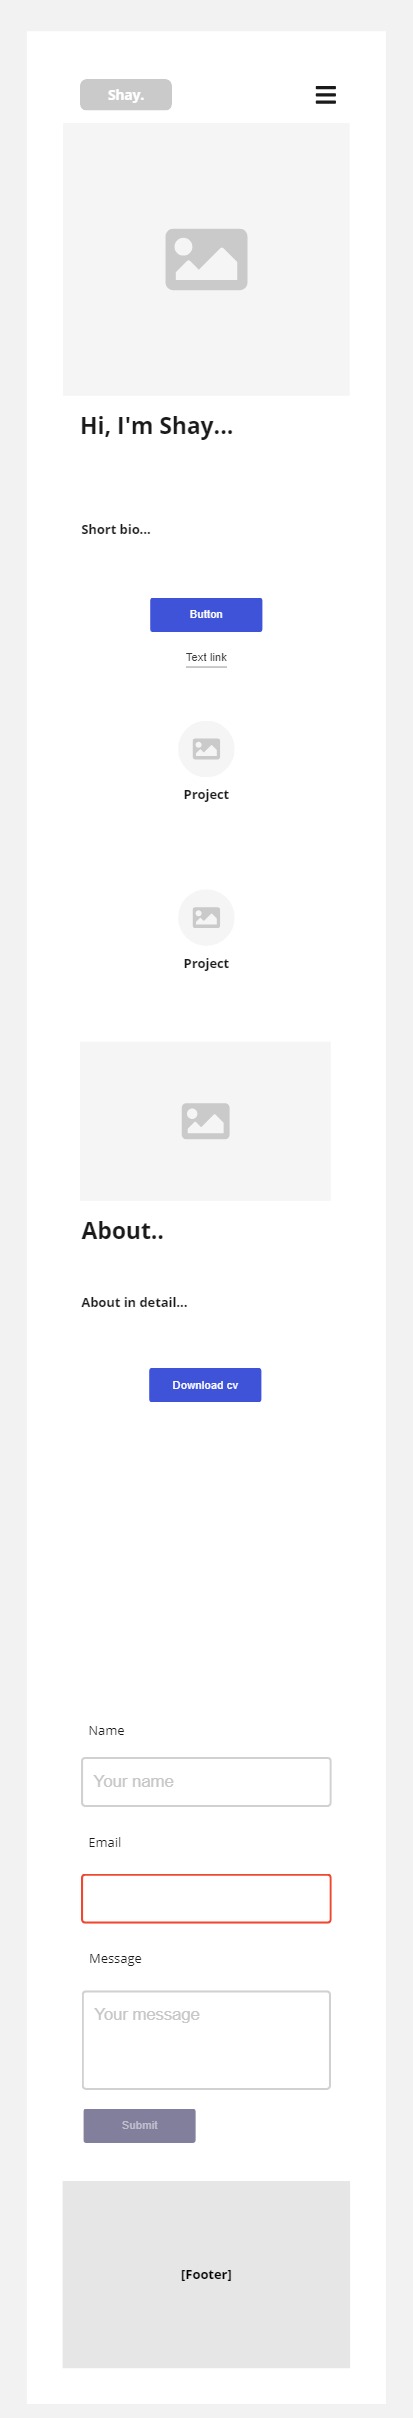 Shay.
Hi, I'm Shay...
Short bio...
Button
Text link
Project
Project
About..
About in detail...
Download cv
Name
Your name
Email
Message
Your message
Submit
[Footer]